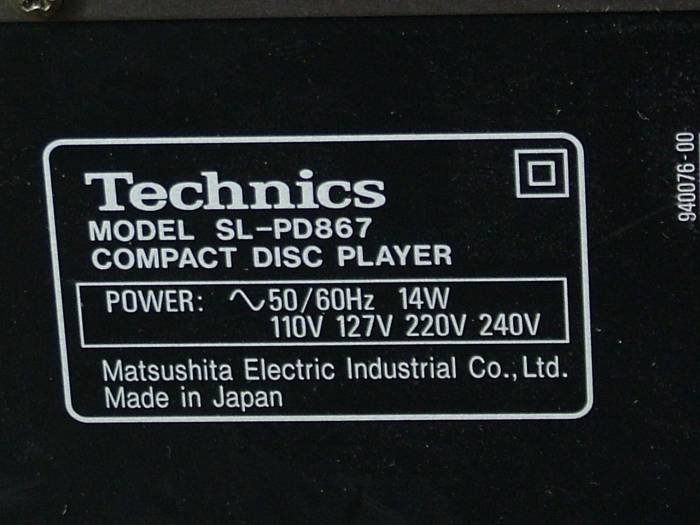 Technics
MODEL SL-PD867
COMPACT DISC PLAYER
POWER: ∿50/60Hz 14W
110V 127V 220V 240V
Matsushita Electric Industrial Co., Ltd.
Made in Japan
940076-00